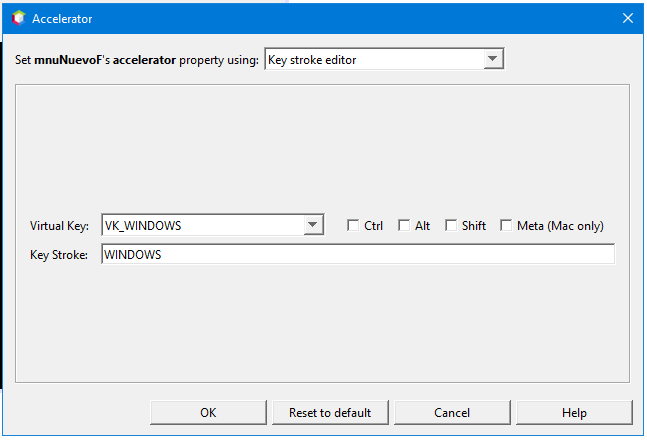 Accelerator
Set mnuNuevoF's accelerator property using: Key stroke editor
Virtual Key: VK_WINDOWS Ctrl Alt Shift Meta (Mac only)
Key Stroke: WINDOWS
OK Reset to default Cancel Help